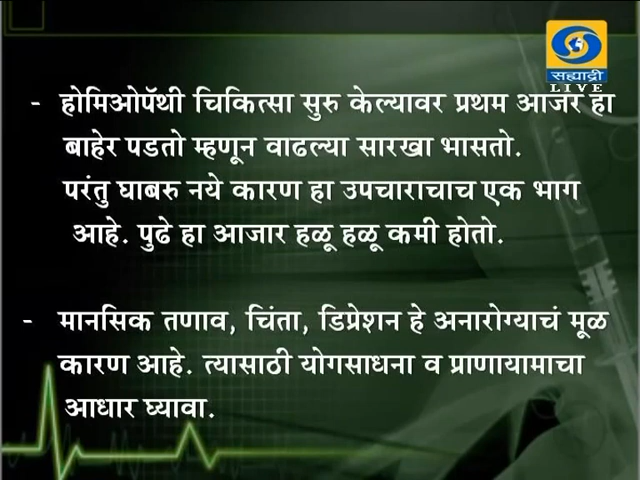 सह्याद्री
LIVE
- होमिओपॅथी चिकित्सा सुरु केल्यावर प्रथम आजर हा
बाहेर पडतो म्हणून वाढल्या सारखा भासतो.
परंतु घाबरु नये कारण हा उपचाराचाच एक भाग
आहे. पुढे हा आजार हळू हळू कमी होतो.
- मानसिक तणाव, चिंता, डिप्रेशन हे अनारोग्याचं मूळ
कारण आहे. त्यासाठी योगसाधना व प्राणायामाचा
आधार घ्यावा.